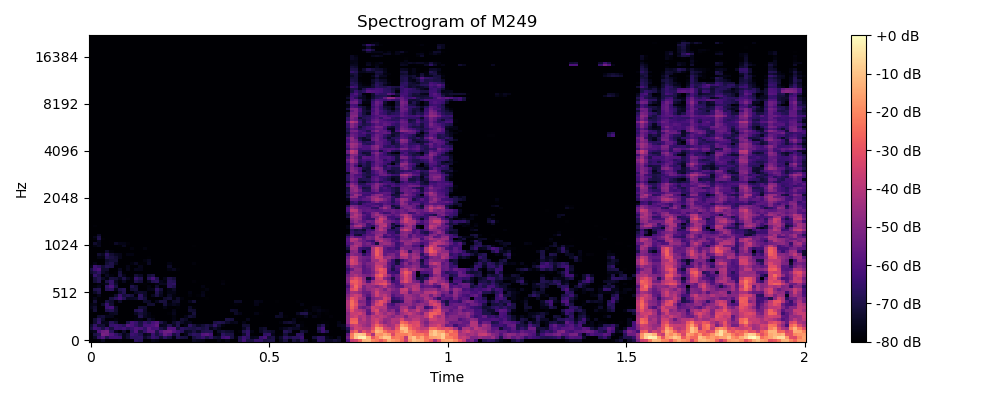 Spectrogram of M249
16384
8192
4096
2048
1024
512
0
Hz
0
0.5
1
1.5
2
Time
+0 dB
-10 dB
-20 dB
-30 dB
-40 dB
-50 dB
-60 dB
-70 dB
-80 dB